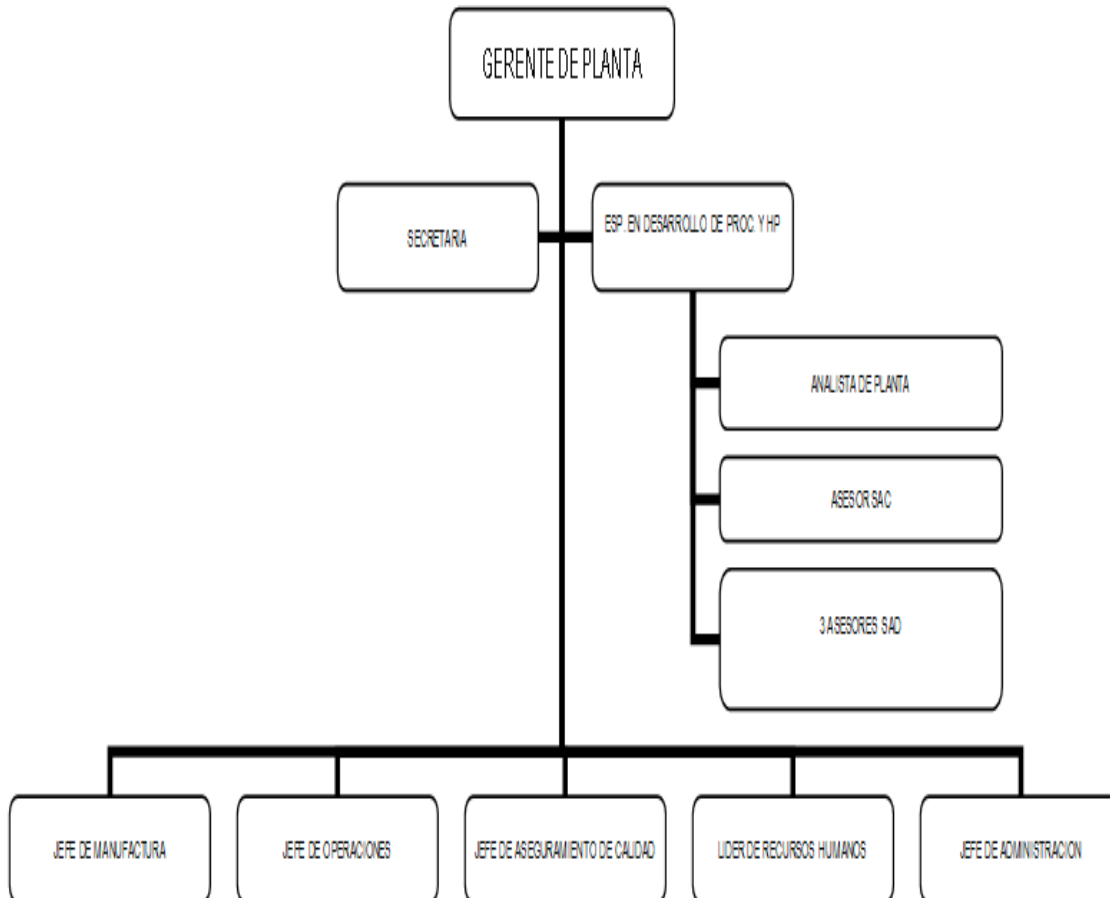 GERENTE DE PLANTA
SECRETARIA
ESP. EN DESARROLLO DE PROC. Y HP
ANALISTA DE PLANTA
ASESOR SAC
3 ASESORES SAD
JEFE DE MANUFACTURA
JEFE DE OPERACIONES
JEFE DE ASEGURAMIENTO DE CALIDAD
LIDER DE RECURSOS HUMANOS
JEFE DE ADMINISTRACION